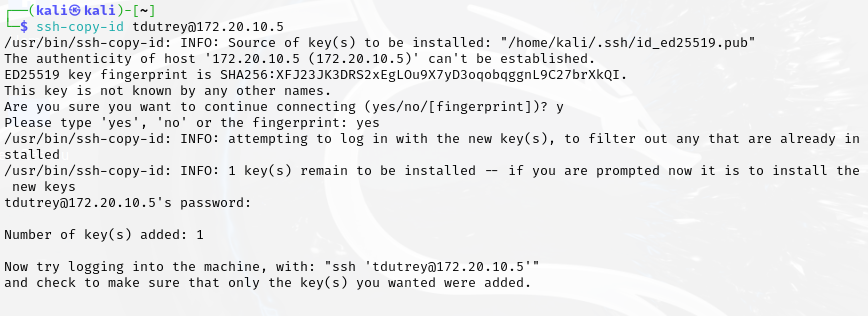 ┌──(kali㉿kali)-[~]
└─$ ssh-copy-id tdutrey@172.20.10.5
/usr/bin/ssh-copy-id: INFO: Source of key(s) to be installed: "/home/kali/.ssh/id_ed25519.pub"
The authenticity of host '172.20.10.5 (172.20.10.5)' can't be established.
ED25519 key fingerprint is SHA256:XFJ23JK3DRS2xEgLOu9X7yD3oqobqggnL9C27brXkQI.
This key is not known by any other names.
Are you sure you want to continue connecting (yes/no/[fingerprint])? y
Please type 'yes', 'no' or the fingerprint: yes
/usr/bin/ssh-copy-id: INFO: attempting to log in with the new key(s), to filter out any that are already in
stalled
/usr/bin/ssh-copy-id: INFO: 1 key(s) remain to be installed -- if you are prompted now it is to install the
 new keys
tdutrey@172.20.10.5's password:
Number of key(s) added: 1
Now try logging into the machine, with: "ssh 'tdutrey@172.20.10.5'"
and check to make sure that only the key(s) you wanted were added.